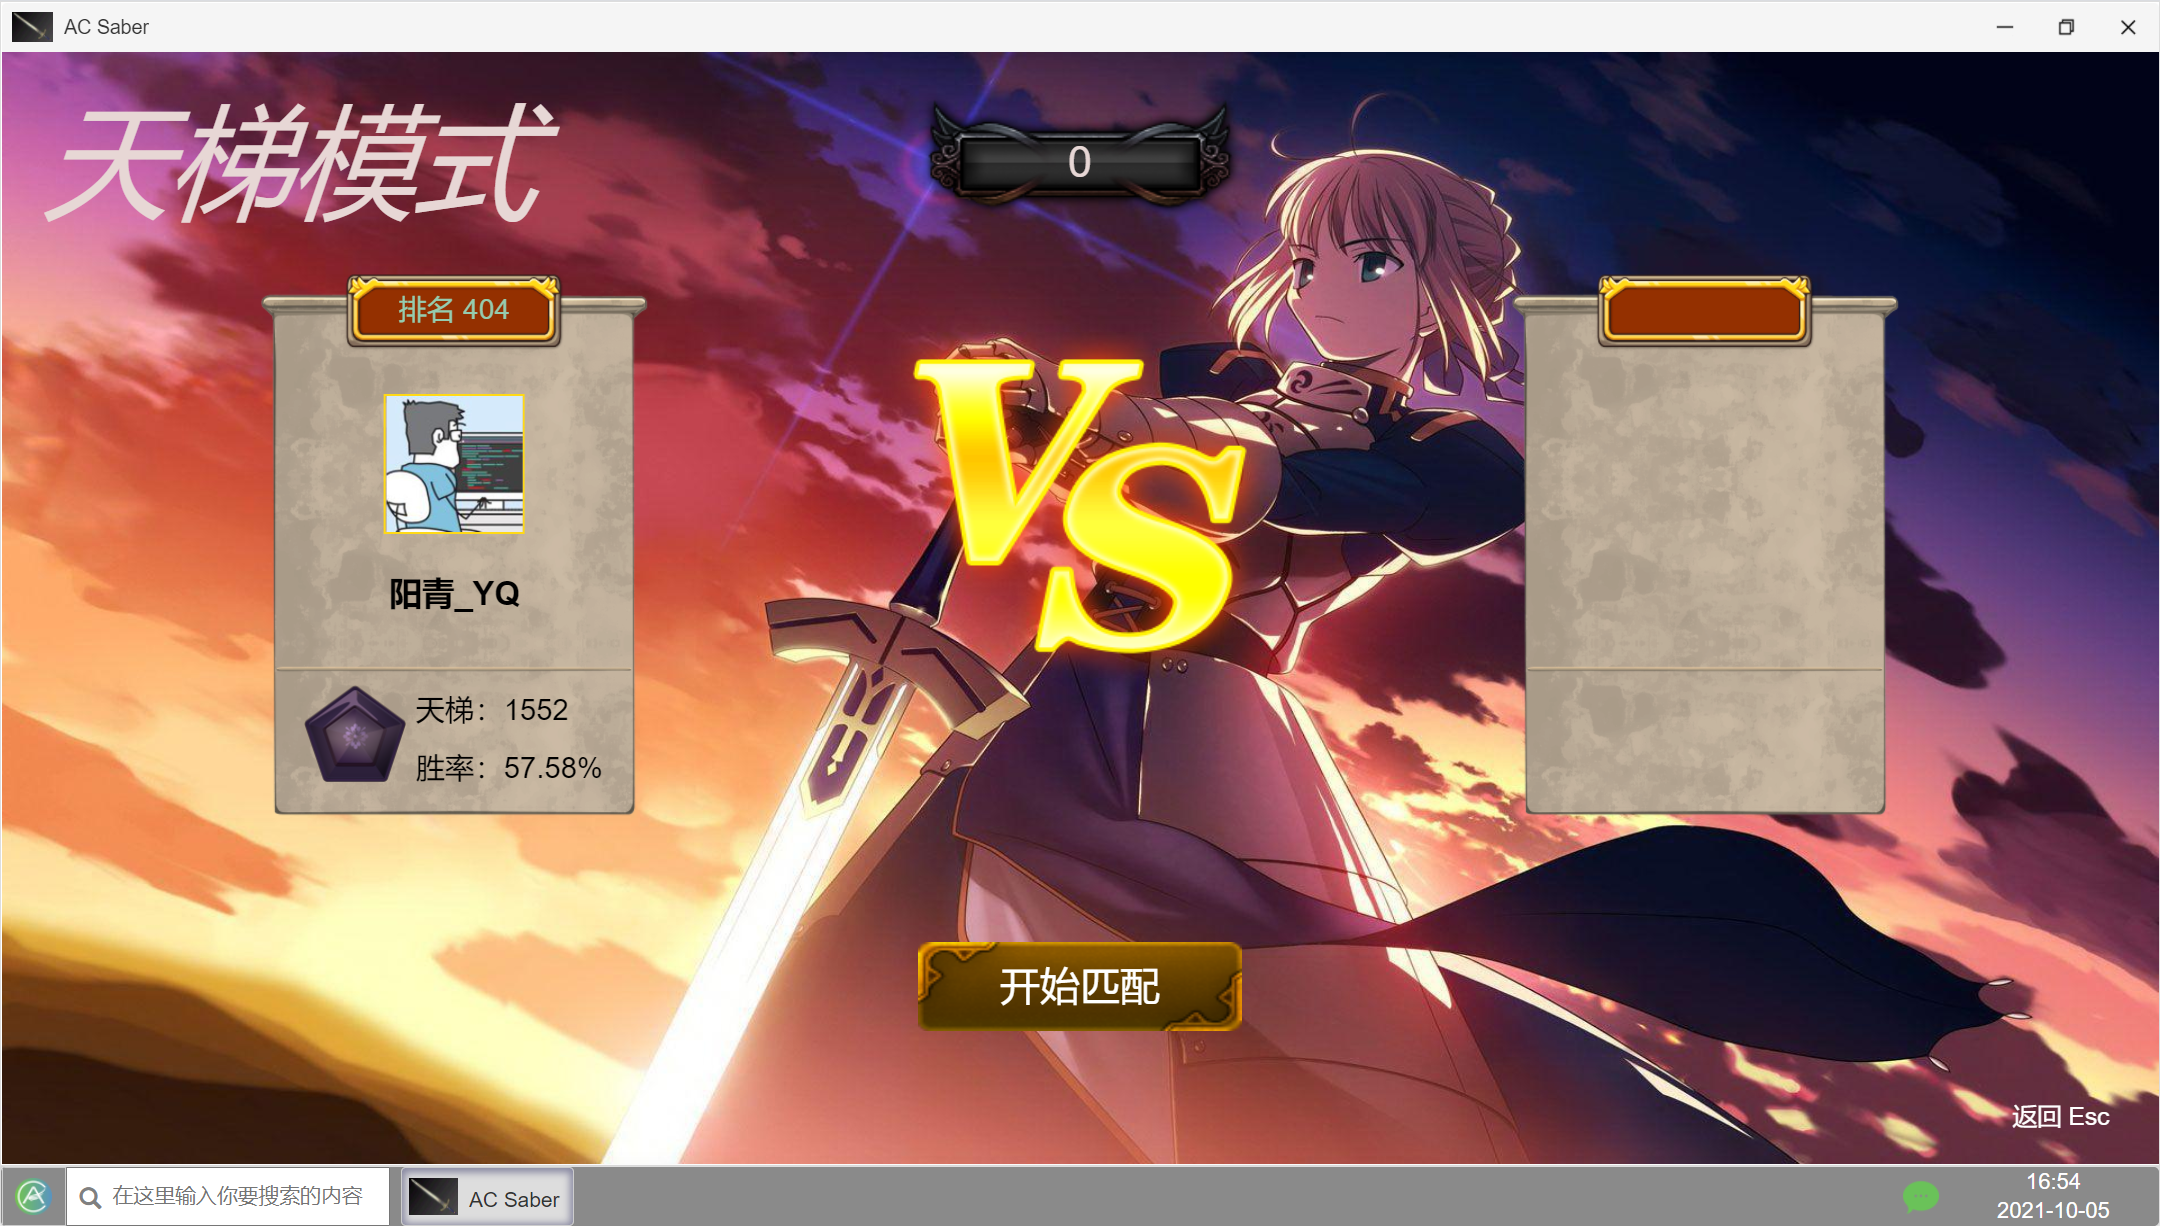 AC Saber
天梯模式
0
排名 404
阳青_YQ
天梯：1552
胜率：57.58%
VS
开始匹配
返回 Esc
在这里输入你要搜索的内容
AC Saber
16:54
2021-10-05